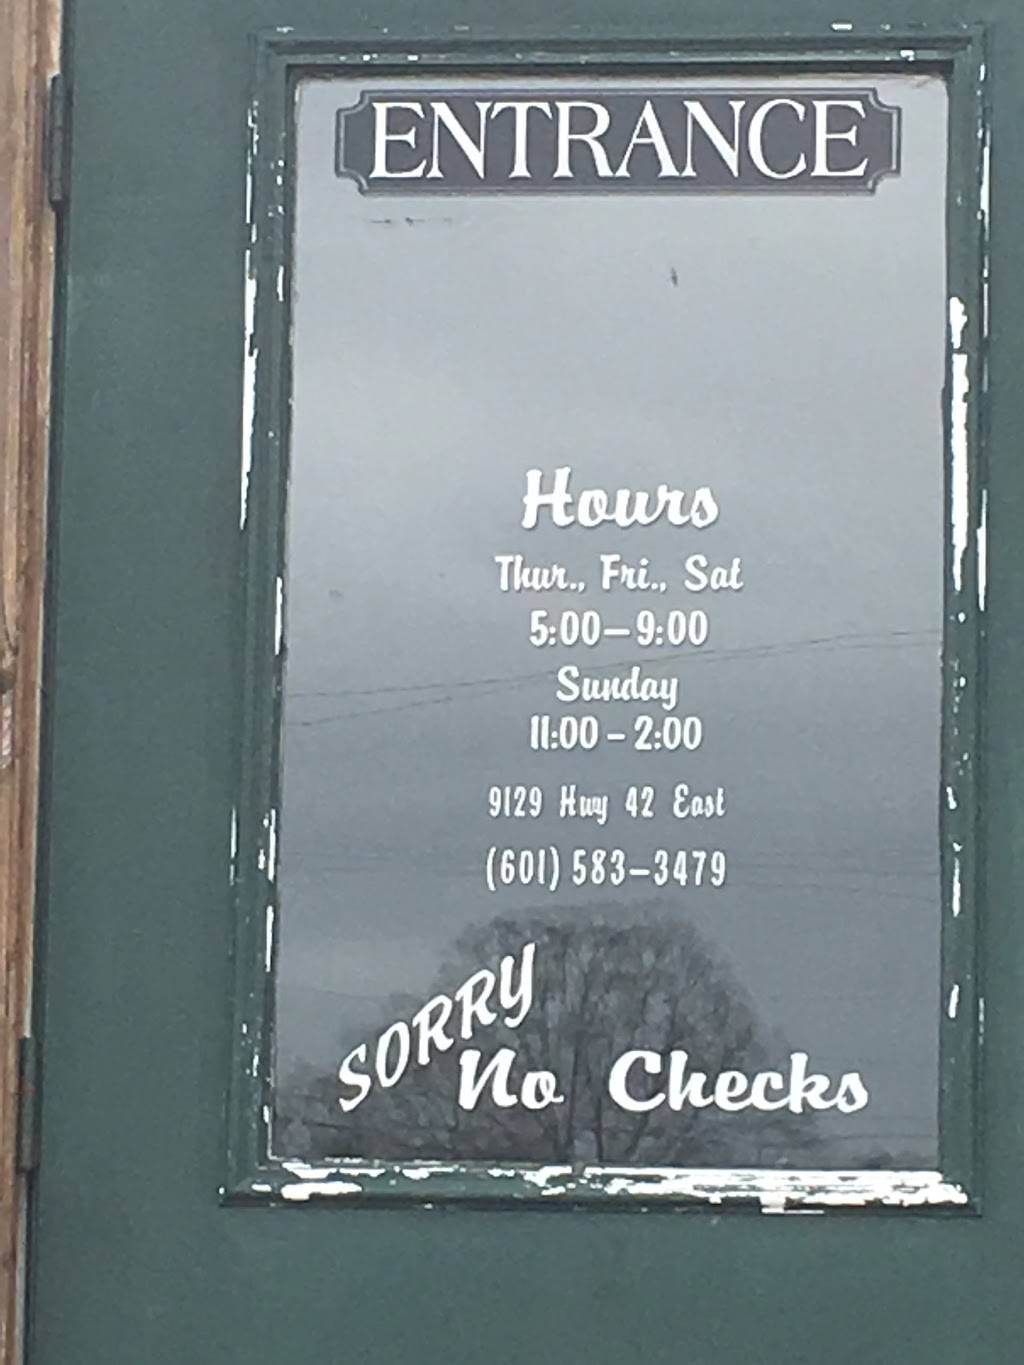 ENTRANCE
Hours
Thur., Fri., Sat
5:00-9:00
Sunday
11:00-2:00
9129 Hwy 42 East
(601) 583-3479
SORRY
No Checks